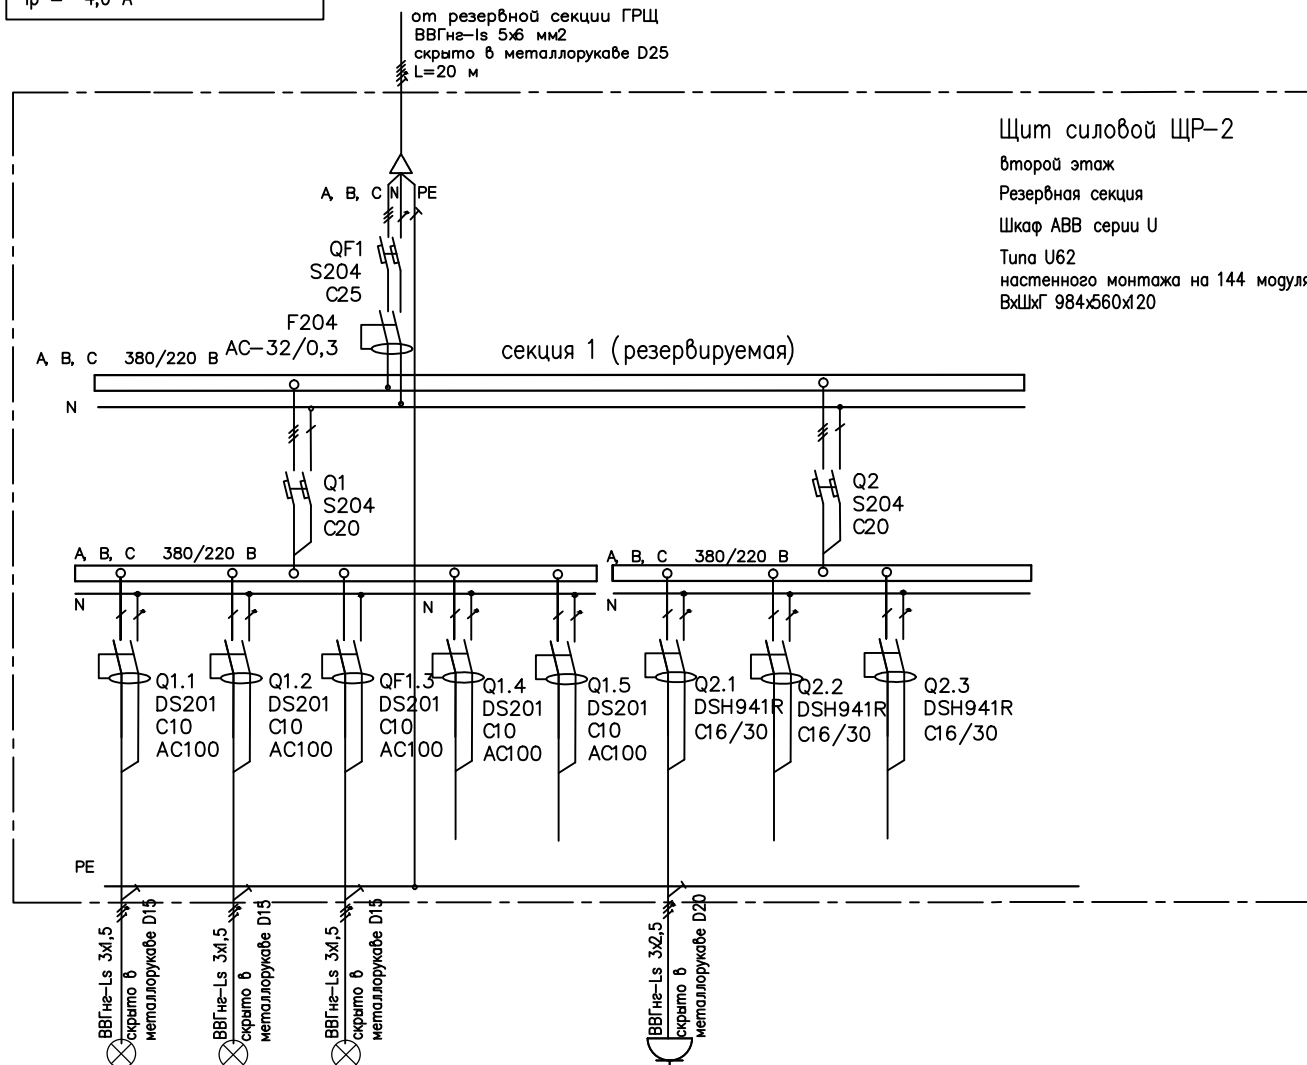 Iр = 4,0 А
от резервной секции ГРЩ
ВВГнг-ls 5х6 мм2
скрыто в металлорукаве D25
L=20 м
Щит силовой ЩР-2
второй этаж
Резервная секция
Шкаф АВВ серии U
Типа U62
настенного монтажа на 144 модуля
ВхШхГ 984х560х120
А, В, С N PE
QF1
S204
C25
F204
AC-32/0,3
А, В, С 380/220 В
секция 1 (резервируемая)
N
Q1
S204
C20
Q2
S204
C20
А, В, С 380/220 В
А, В, С 380/220 В
N
N
N
Q1.1
DS201
C10
AC100
Q1.2
DS201
C10
AC100
QF1.3
DS201
C10
AC100
Q1.4
DS201
C10
AC100
Q1.5
DS201
C10
AC100
Q2.1
DSH941R
C16/30
Q2.2
DSH941R
C16/30
Q2.3
DSH941R
C16/30
PE
ВВГнг-Ls 3х1,5
скрыто в
металлорукаве D15
ВВГнг-Ls 3х1,5
скрыто в
металлорукаве D15
ВВГнг-Ls 3х1,5
скрыто в
металлорукаве D15
ВВГнг-Ls 3х2,5
скрыто в
металлорукаве D20